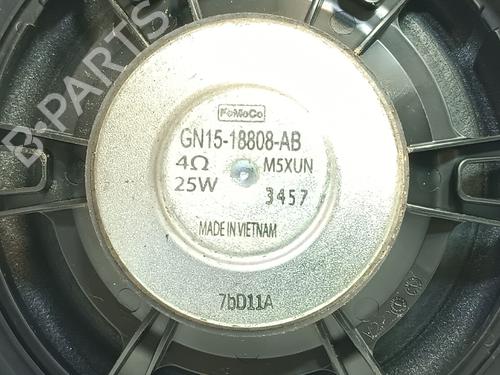 B-PARTS
FoMoCo
GN15-18808-AB
4Ω M5XUN
25W 3457
MADE IN VIETNAM
7bD11A